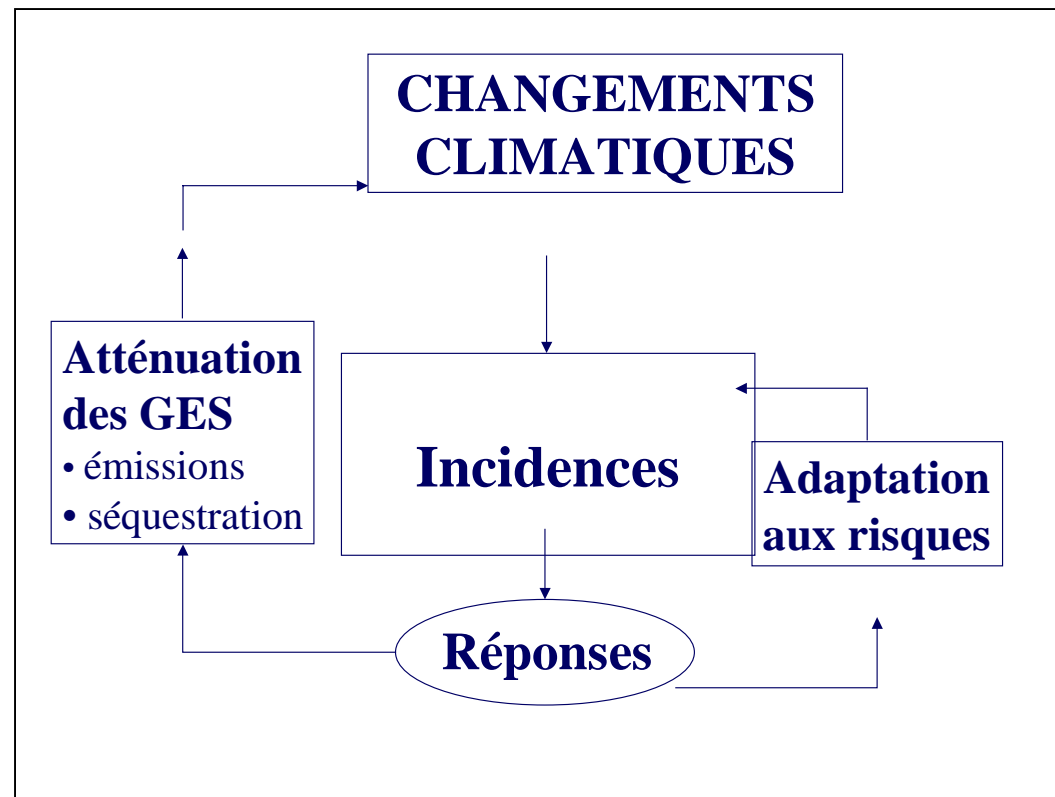 CHANGEMENTS
CLIMATIQUES
Atténuation
des GES
• émissions
• séquestration
Incidences
Adaptation
aux risques
Réponses